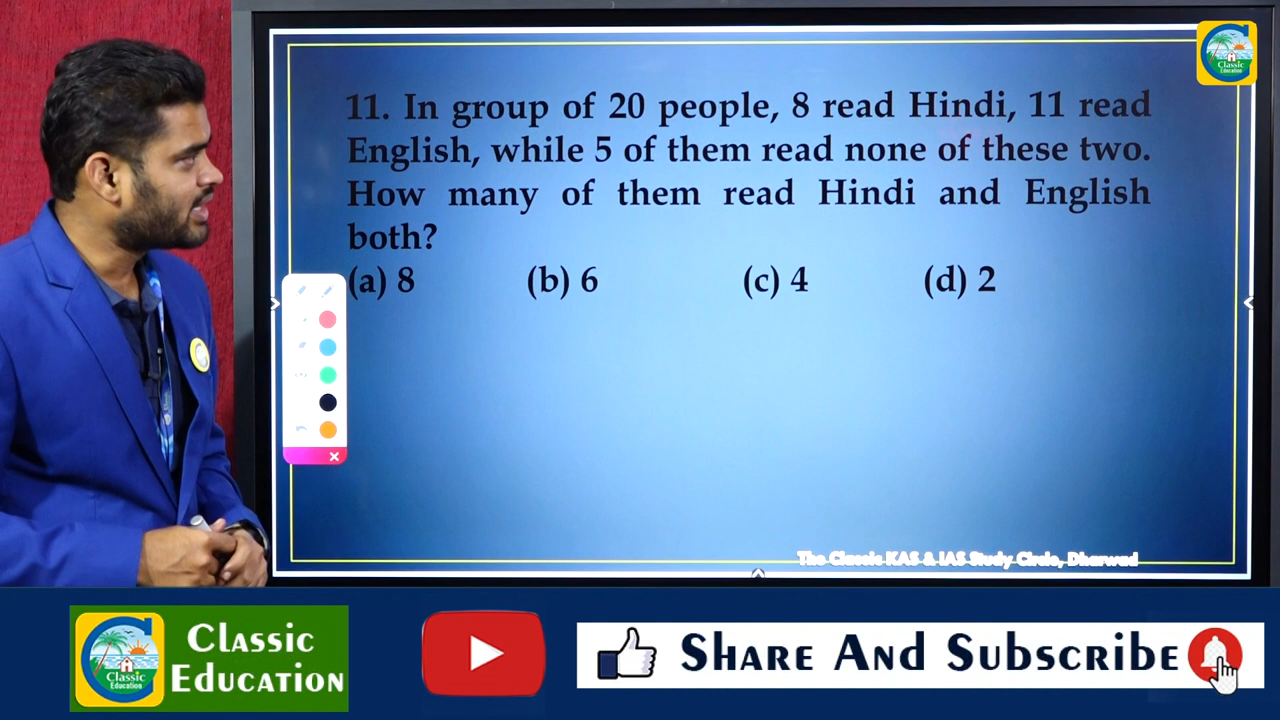 Classic
Education
11. In group of 20 people, 8 read Hindi, 11 read
English, while 5 of them read none of these two.
How many of them read Hindi and English
both?
(a) 8 (b) 6 (c) 4 (d) 2
The Classic KAS & IAS Study Circle, Dharwad
Classic
Education
Classic
Education
Share And Subscribe